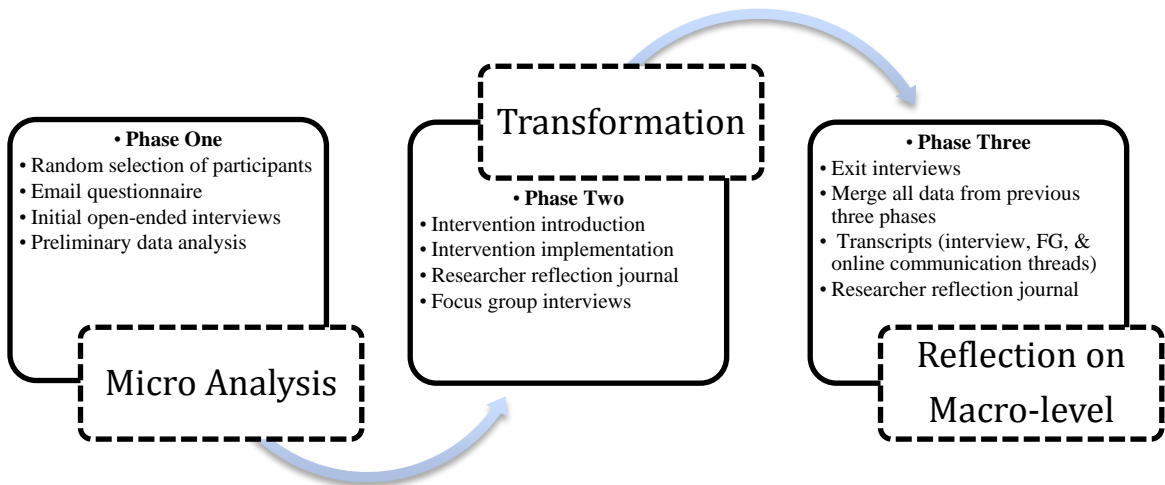 • Phase One
• Random selection of participants
• Email questionnaire
• Initial open-ended interviews
• Preliminary data analysis
Micro Analysis
Transformation
• Phase Two
• Intervention introduction
• Intervention implementation
• Researcher reflection journal
• Focus group interviews
• Phase Three
• Exit interviews
• Merge all data from previous
three phases
• Transcripts (interview, FG, &
online communication threads)
• Researcher reflection journal
Reflection on
Macro-level